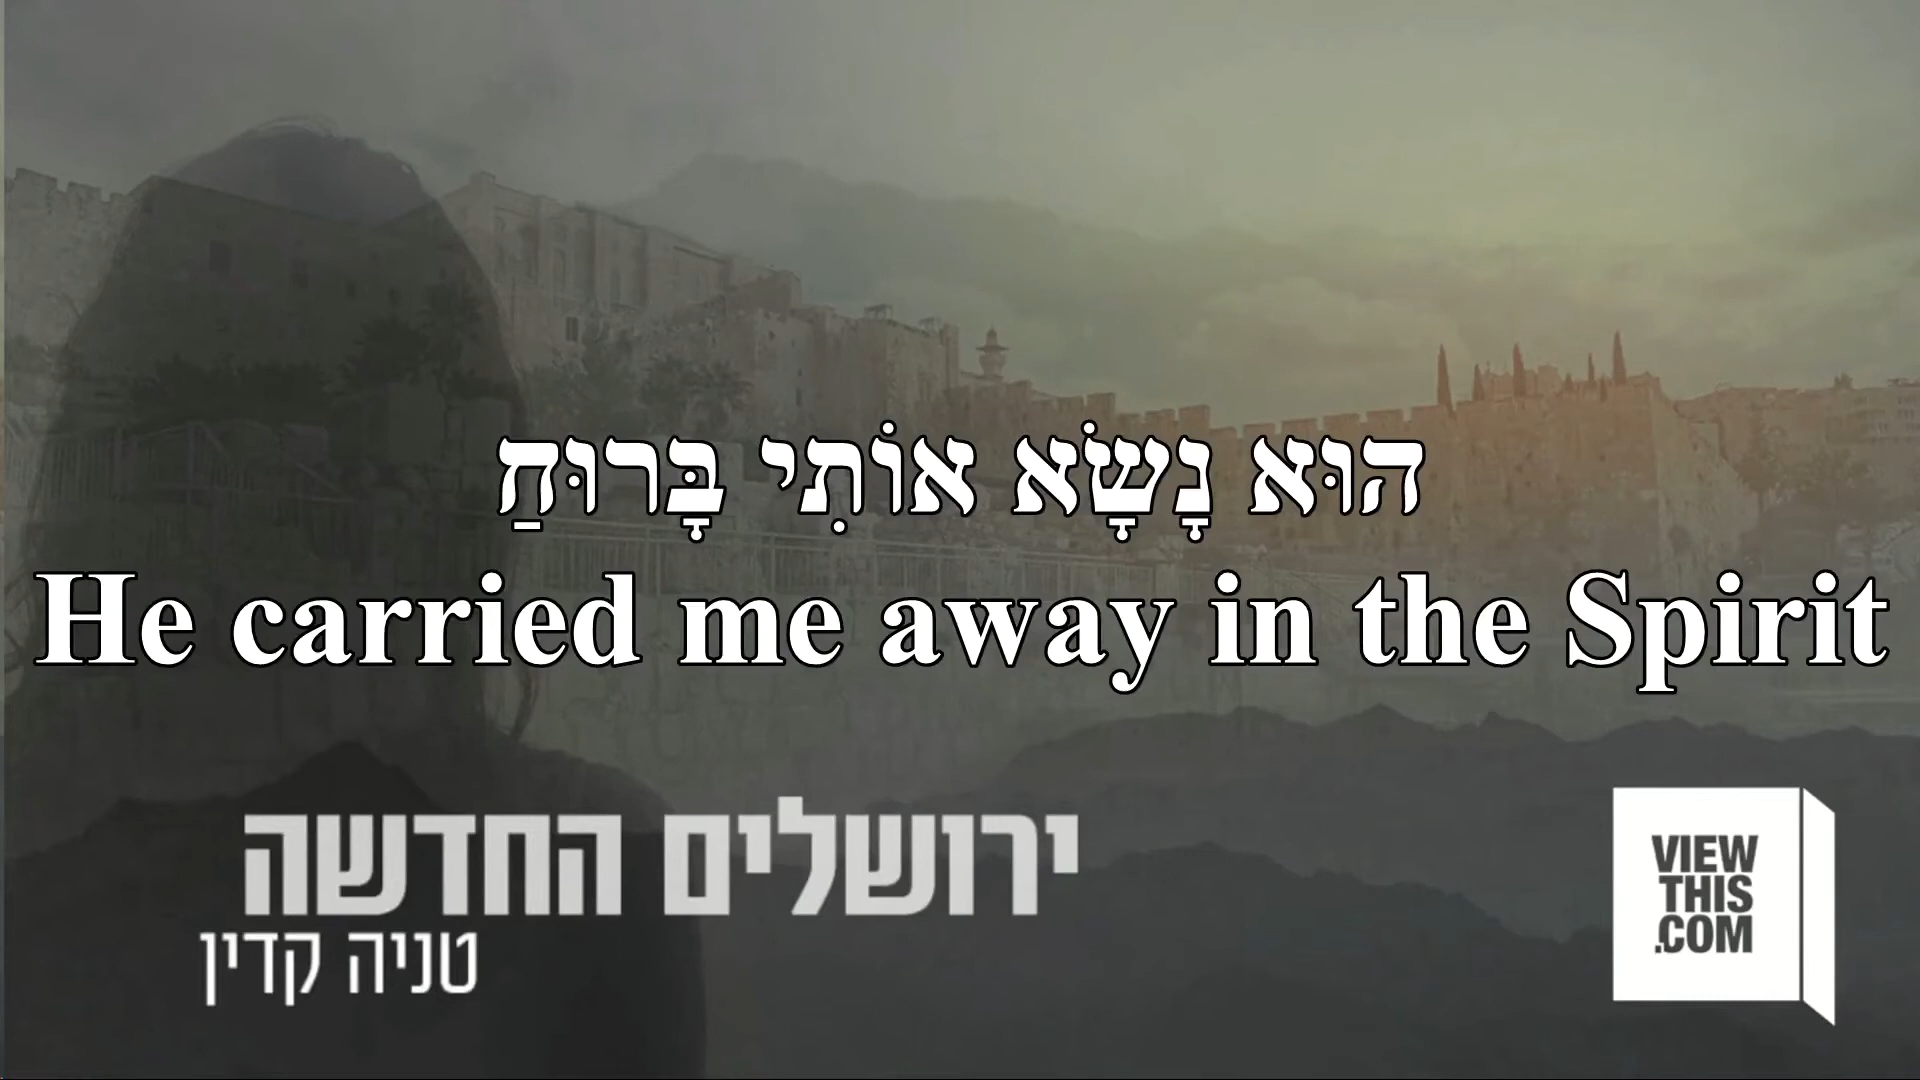 הוּא נָשָׂא אוֹתִי בָּרוּחַ
He carried me away in the Spirit
ירושלים החדשה
טניה קדין
VIEW
THIS
.COM